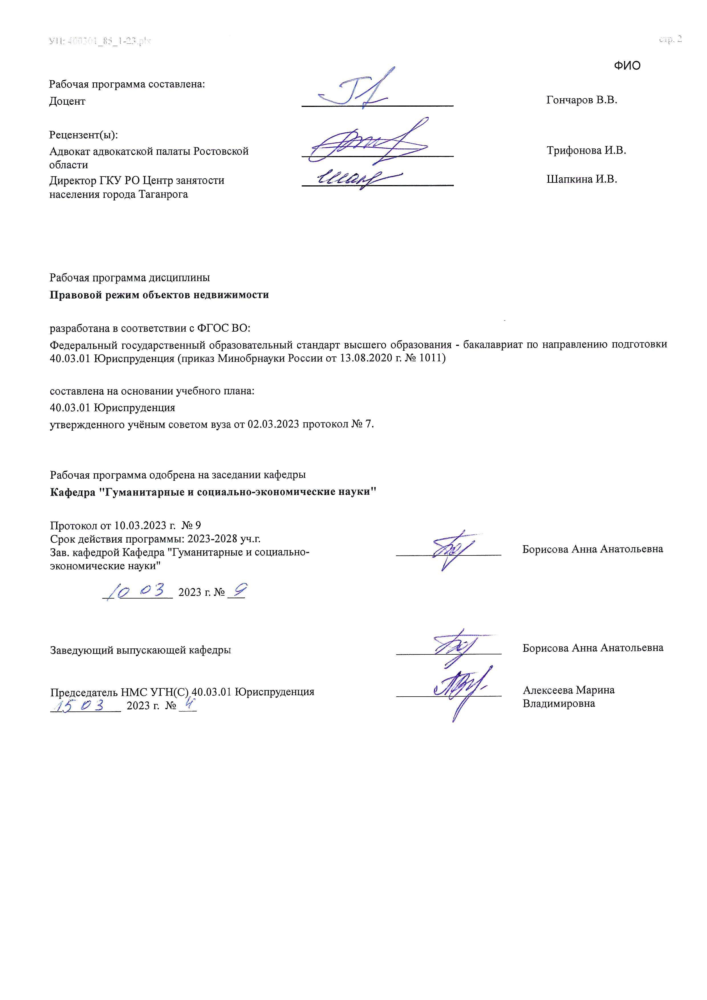 УП: 400301_85_1-23.plx
стр. 2
ФИО
Рабочая программа составлена:
Доцент
Гончаров В.В.
Рецензент(ы):
Адвокат адвокатской палаты Ростовской
области
Трифонова И.В.
Директор ГКУ РО Центр занятости
населения города Таганрога
Шапкина И.В.
Рабочая программа дисциплины
Правовой режим объектов недвижимости
разработана в соответствии с ФГОС ВО:
Федеральный государственный образовательный стандарт высшего образования - бакалавриат по направлению подготовки
40.03.01 Юриспруденция (приказ Минобрнауки России от 13.08.2020 г. № 1011)
составлена на основании учебного плана:
40.03.01 Юриспруденция
утвержденного учёным советом вуза от 02.03.2023 протокол № 7.
Рабочая программа одобрена на заседании кафедры
Кафедра "Гуманитарные и социально-экономические науки"
Протокол от 10.03.2023 г. № 9
Срок действия программы: 2023-2028 уч.г.
Зав. кафедрой Кафедра "Гуманитарные и социально-
экономические науки"
Борисова Анна Анатольевна
10 03 2023 г. № 9
Заведующий выпускающей кафедры
Борисова Анна Анатольевна
Председатель НМС УГН(С) 40.03.01 Юриспруденция
Алексеева Марина
Владимировна
15 03 2023 г. № 4